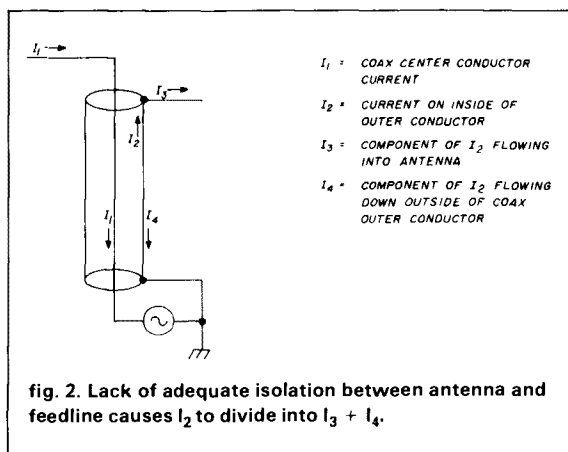 I1
I3
I2
I1
I4
I1 = COAX CENTER CONDUCTOR
CURRENT
I2 = CURRENT ON INSIDE OF
OUTER CONDUCTOR
I3 = COMPONENT OF I2 FLOWING
INTO ANTENNA
I4 = COMPONENT OF I2 FLOWING
DOWN OUTSIDE OF COAX
OUTER CONDUCTOR
fig. 2. Lack of adequate isolation between antenna and
feedline causes I2 to divide into I3 + I4.